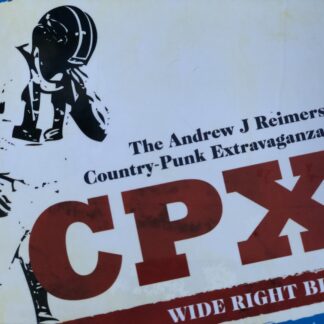 The Andrew J Reimers
Country-Punk Extravaganza
CPX
WIDE RIGHT